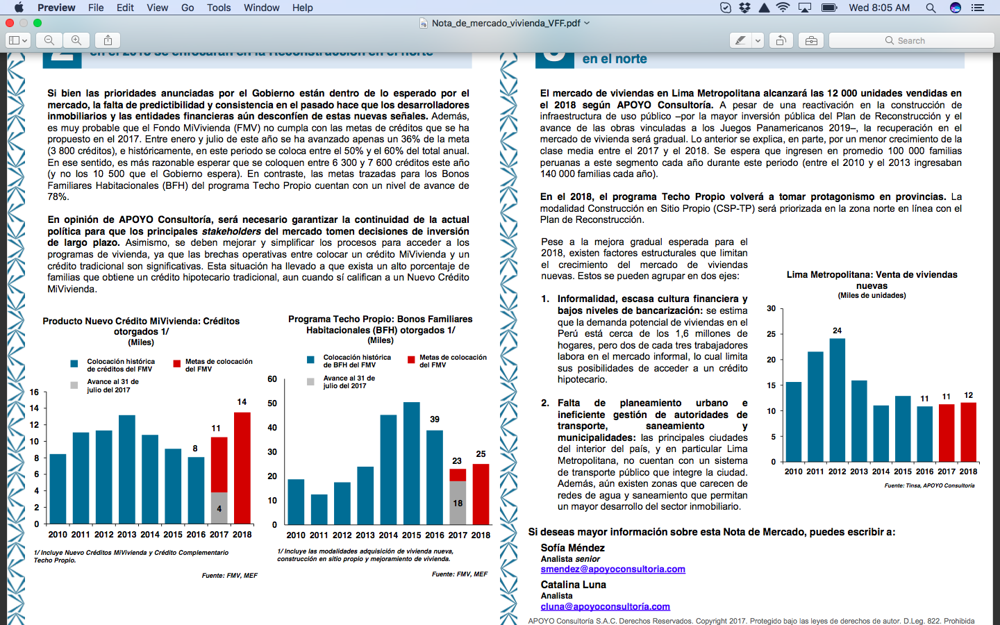 Preview File Edit View Go Tools Window Help
Wed 8:05 AM
Nota_de_mercado_vivienda_VFF.pdf
Search
en el norte
Si bien las prioridades anunciadas por el Gobierno están dentro de lo esperado por el
mercado, la falta de predictibilidad y consistencia en el pasado hace que los desarrolladores
inmobiliarios y las entidades financieras aún desconfíen de estas nuevas señales. Además,
es muy probable que el Fondo MiVivienda (FMV) no cumpla con las metas de créditos que se ha
propuesto en el 2017. Entre enero y julio de este año se ha avanzado apenas un 36% de la meta
(3 800 créditos), e históricamente, en este periodo se coloca entre el 50% y el 60% del total anual.
En ese sentido, es más razonable esperar que se coloquen entre 6 300 y 7 600 créditos este año
(y no los 10 500 que el Gobierno espera). En contraste, las metas trazadas para los Bonos
Familiares Habitacionales (BFH) del programa Techo Propio cuentan con un nivel de avance de
78%.
En opinión de APOYO Consultoría, será necesario garantizar la continuidad de la actual
política para que los principales stakeholders del mercado tomen decisiones de inversión
de largo plazo. Asimismo, se deben mejorar y simplificar los procesos para acceder a los
programas de vivienda, ya que las brechas operativas entre colocar un crédito MiVivienda y un
crédito tradicional son significativas. Esta situación ha llevado a que exista un alto porcentaje de
familias que obtiene un crédito hipotecario tradicional, aun cuando sí califican a un Nuevo Crédito
MiVivienda.
Producto Nuevo Crédito MiVivienda: Créditos
otorgados 1/
(Miles)
Colocación histórica
de créditos del FMV
Metas de colocación
del FMV
Avance al 31 de
julio del 2017
16
14
12
10
8
6
4
2
0
8
11
14
4
2010 2011 2012 2013 2014 2015 2016 2017 2018
1/ Incluye Nuevo Créditos MiVivienda y Crédito Complementario
Techo Propio.
Fuente: FMV, MEF
Programa Techo Propio: Bonos Familiares
Habitacionales (BFH) otorgados 1/
(Miles)
Colocación histórica
de BFH del FMV
Metas de colocación
del FMV
Avance al 31 de
julio del 2017
60
50
40
30
20
10
0
39
23
25
18
2010 2011 2012 2013 2014 2015 2016 2017 2018
1/ Incluye las modalidades adquisición de vivienda nueva,
construcción en sitio propio y mejoramiento de vivienda.
Fuente: FMV, MEF
El mercado de viviendas en Lima Metropolitana alcanzará las 12 000 unidades vendidas en
el 2018 según APOYO Consultoría. A pesar de una reactivación en la construcción de
infraestructura de uso público –por la mayor inversión pública del Plan de Reconstrucción y el
avance de las obras vinculadas a los Juegos Panamericanos 2019–, la recuperación en el
mercado de vivienda será gradual. Lo anterior se explica, en parte, por un menor crecimiento de la
clase media entre el 2017 y el 2018. Se espera que ingresen en promedio 100 000 familias
peruanas a este segmento cada año durante este periodo (entre el 2010 y el 2013 ingresaban
140 000 familias cada año).
En el 2018, el programa Techo Propio volverá a tomar protagonismo en provincias. La
modalidad Construcción en Sitio Propio (CSP-TP) será priorizada en la zona norte en línea con el
Plan de Reconstrucción.
Pese a la mejora gradual esperada para el
2018, existen factores estructurales que limitan
el crecimiento del mercado de viviendas
nuevas. Estos se pueden agrupar en dos ejes:
1. Informalidad, escasa cultura financiera y
bajos niveles de bancarización: se estima
que la demanda potencial de viviendas en el
Perú está cerca de los 1,6 millones de
hogares, pero dos de cada tres trabajadores
labora en el mercado informal, lo cual limita
sus posibilidades de acceder a un crédito
hipotecario.
2. Falta de planeamiento urbano e
ineficiente gestión de autoridades de
transporte, saneamiento y
municipalidades: las principales ciudades
del interior del país, y en particular Lima
Metropolitana, no cuentan con un sistema
de transporte público que integre la ciudad.
Además, aún existen zonas que carecen de
redes de agua y saneamiento que permitan
un mayor desarrollo del sector inmobiliario.
Lima Metropolitana: Venta de viviendas
nuevas
(Miles de unidades)
30
25
20
15
10
5
0
24
11
11
12
2010 2011 2012 2013 2014 2015 2016 2017 2018
Fuente: Tinsa, APOYO Consultoría
Si deseas mayor información sobre esta Nota de Mercado, puedes escribir a:
Sofía Méndez
Analista senior
smendez@apoyoconsultoria.com
Catalina Luna
Analista
cluna@apoyoconsultoría.com
APOYO Consultoría S.A.C. Derechos Reservados. Copyright 2017. Protegido bajo las leyes de derechos de autor. D.Leg. 822. Prohibida